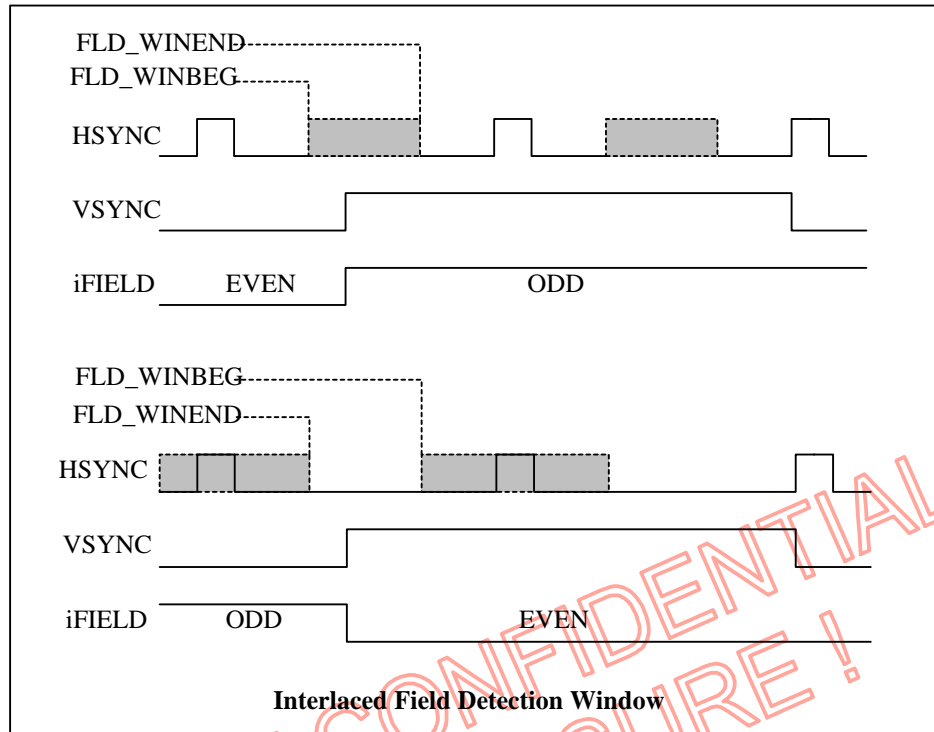 FLD_WINEND
FLD_WINBEG
HSYNC
VSYNC
iFIELD EVEN ODD
FLD_WINBEG
FLD_WINEND
HSYNC
VSYNC
iFIELD ODD EVEN
CONFIDENTIAL
Interlaced Field Detection Window